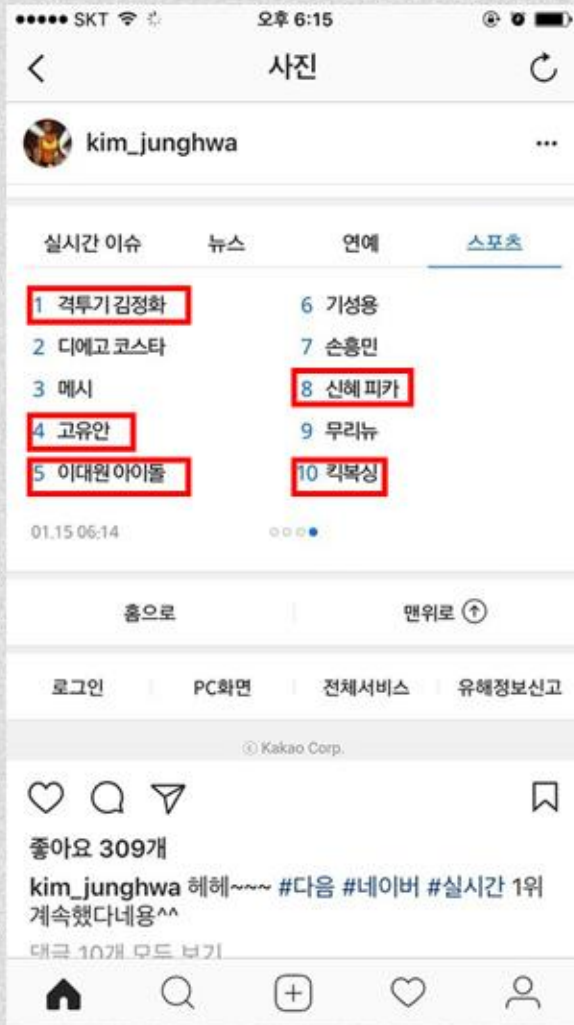 SKT 오후 6:15
사진
kim_junghwa
실시간 이슈 뉴스 연예 스포츠
1 격투기 김정화 6 기성용
2 디에고 코스타 7 손흥민
3 메시 8 신혜 피카
4 고유안 9 무리뉴
5 이대원 아이돌 10 킥복싱
01.15 06:14
홈으로 맨위로
로그인 PC화면 전체서비스 유해정보신고
ⓒ Kakao Corp.
좋아요 309개
kim_junghwa 헤헤~~~ #다음 #네이버 #실시간 1위
계속했다네용^^
댓글 10개 모두 보기